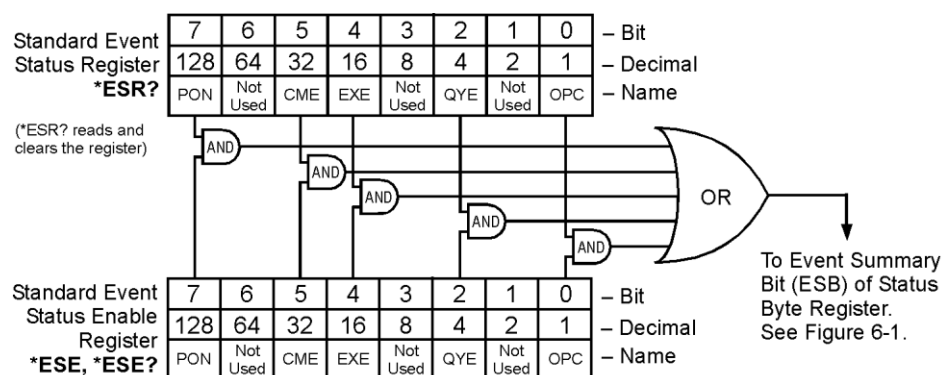 Standard Event
Status Register
*ESR?
7 6 5 4 3 2 1 0 – Bit
128 64 32 16 8 4 2 1 – Decimal
PON Not Used CME EXE Not Used QYE Not Used OPC – Name
(*ESR? reads and
clears the register)
AND
AND
AND
AND
AND
OR
To Event Summary
Bit (ESB) of Status
Byte Register.
See Figure 6-1.
Standard Event
Status Enable
Register
*ESE, *ESE?
7 6 5 4 3 2 1 0 – Bit
128 64 32 16 8 4 2 1 – Decimal
PON Not Used CME EXE Not Used QYE Not Used OPC – Name